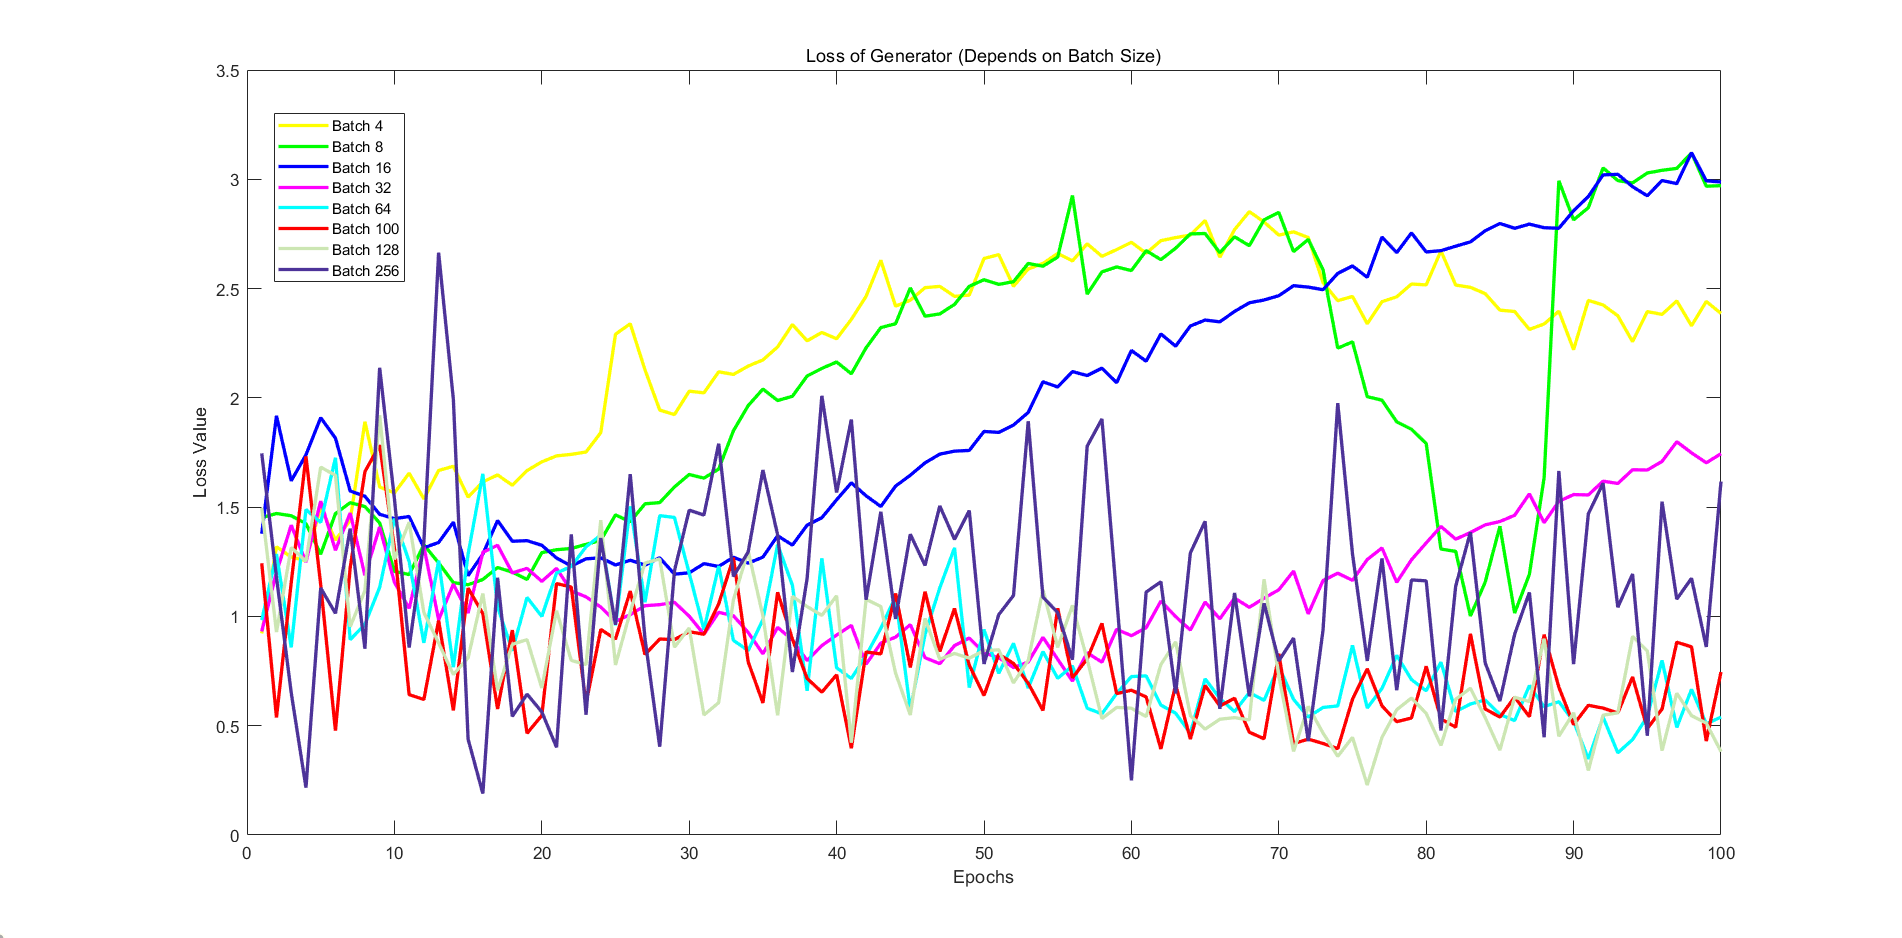 Loss of Generator (Depends on Batch Size)
3.5
3
2.5
2
1.5
1
0.5
0
Loss Value
Batch 4
Batch 8
Batch 16
Batch 32
Batch 64
Batch 100
Batch 128
Batch 256
0 10 20 30 40 50 60 70 80 90 100
Epochs